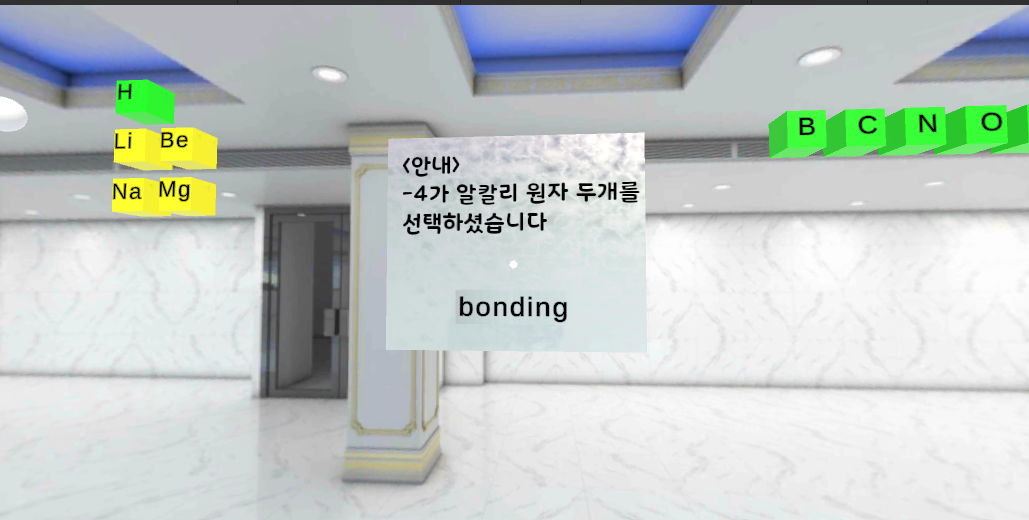 H
Li Be
Na Mg
<안내>
-4가 알칼리 원자 두개를
선택하셨습니다
bonding
B C N O